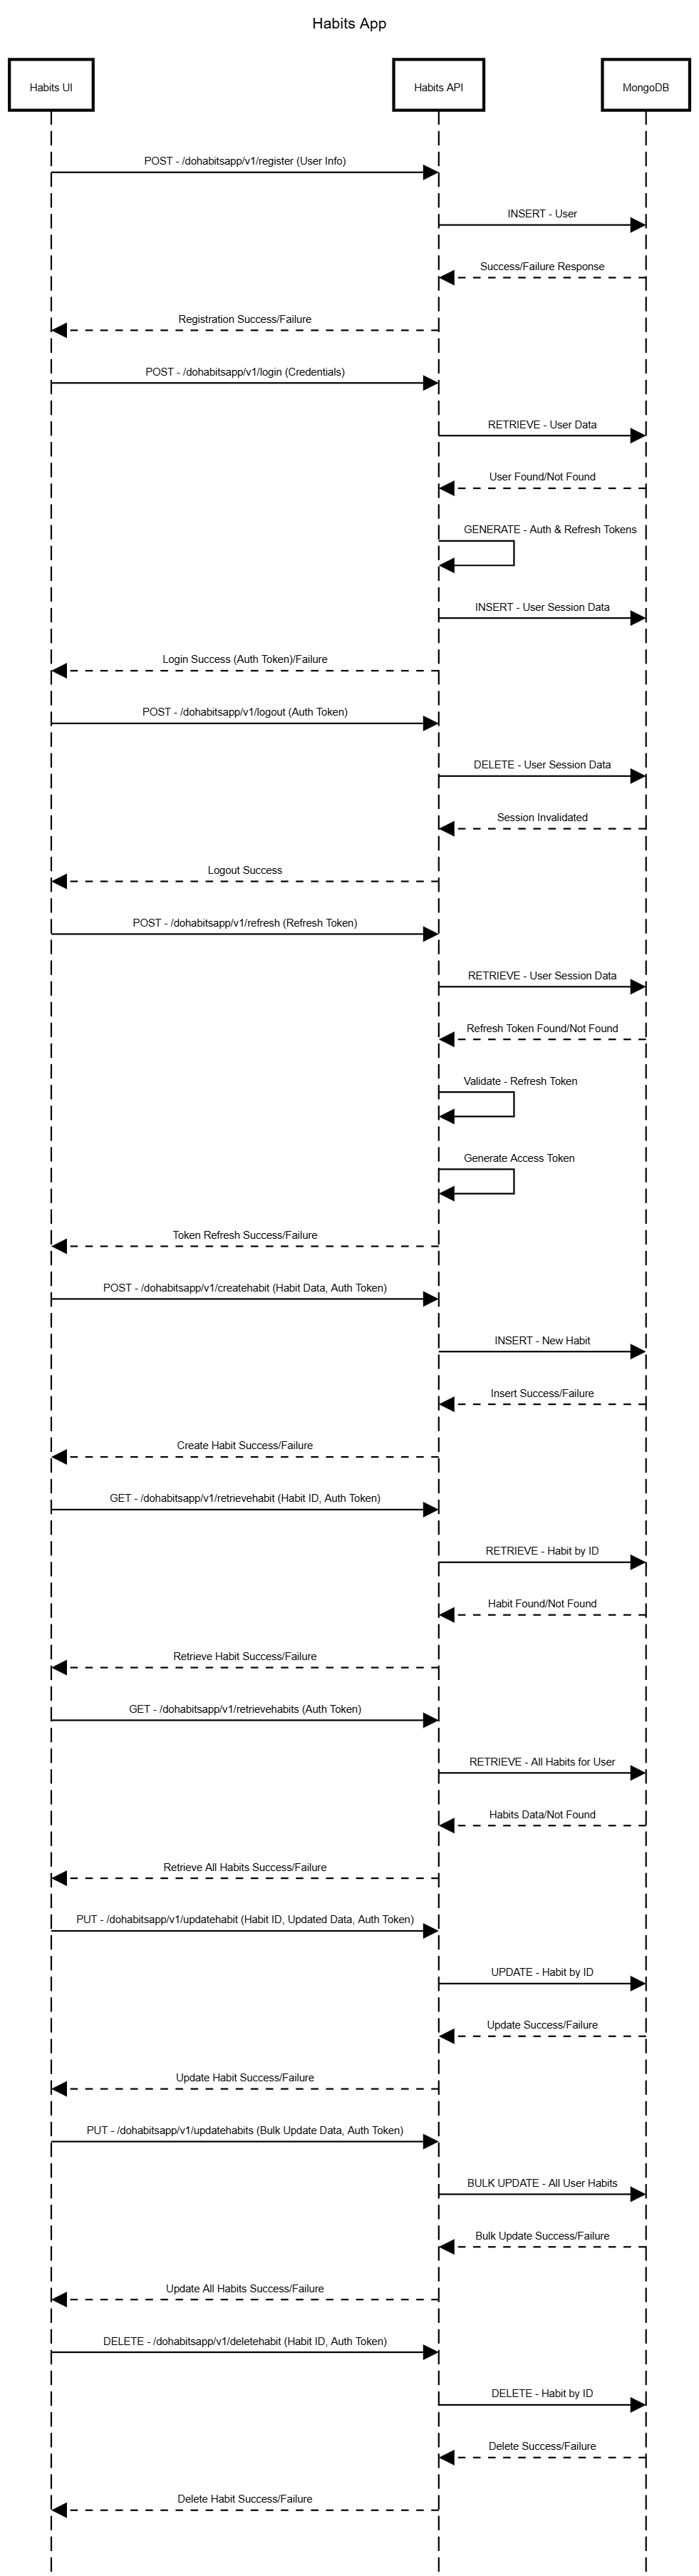 Habits App
Habits UI
Habits API
MongoDB
POST - /dohabitsapp/v1/register (User Info)
INSERT - User
Success/Failure Response
Registration Success/Failure
POST - /dohabitsapp/v1/login (Credentials)
RETRIEVE - User Data
User Found/Not Found
GENERATE - Auth & Refresh Tokens
INSERT - User Session Data
Login Success (Auth Token)/Failure
POST - /dohabitsapp/v1/logout (Auth Token)
DELETE - User Session Data
Session Invalidated
Logout Success
POST - /dohabitsapp/v1/refresh (Refresh Token)
RETRIEVE - User Session Data
Refresh Token Found/Not Found
Validate - Refresh Token
Generate Access Token
Token Refresh Success/Failure
POST - /dohabitsapp/v1/createhabit (Habit Data, Auth Token)
INSERT - New Habit
Insert Success/Failure
Create Habit Success/Failure
GET - /dohabitsapp/v1/retrievehabit (Habit ID, Auth Token)
RETRIEVE - Habit by ID
Habit Found/Not Found
Retrieve Habit Success/Failure
GET - /dohabitsapp/v1/retrievehabits (Auth Token)
RETRIEVE - All Habits for User
Habits Data/Not Found
Retrieve All Habits Success/Failure
PUT - /dohabitsapp/v1/updatehabit (Habit ID, Updated Data, Auth Token)
UPDATE - Habit by ID
Update Success/Failure
Update Habit Success/Failure
PUT - /dohabitsapp/v1/updatehabits (Bulk Update Data, Auth Token)
BULK UPDATE - All User Habits
Bulk Update Success/Failure
Update All Habits Success/Failure
DELETE - /dohabitsapp/v1/deletehabit (Habit ID, Auth Token)
DELETE - Habit by ID
Delete Success/Failure
Delete Habit Success/Failure